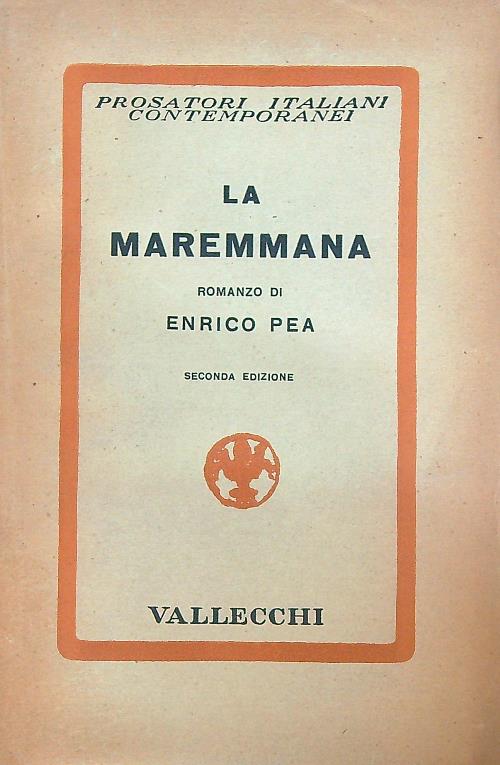 PROSATORI ITALIANI
CONTEMPORANEI
LA
MAREMMANA
ROMANZO DI
ENRICO PEA
SECONDA EDIZIONE
VALLECCHI